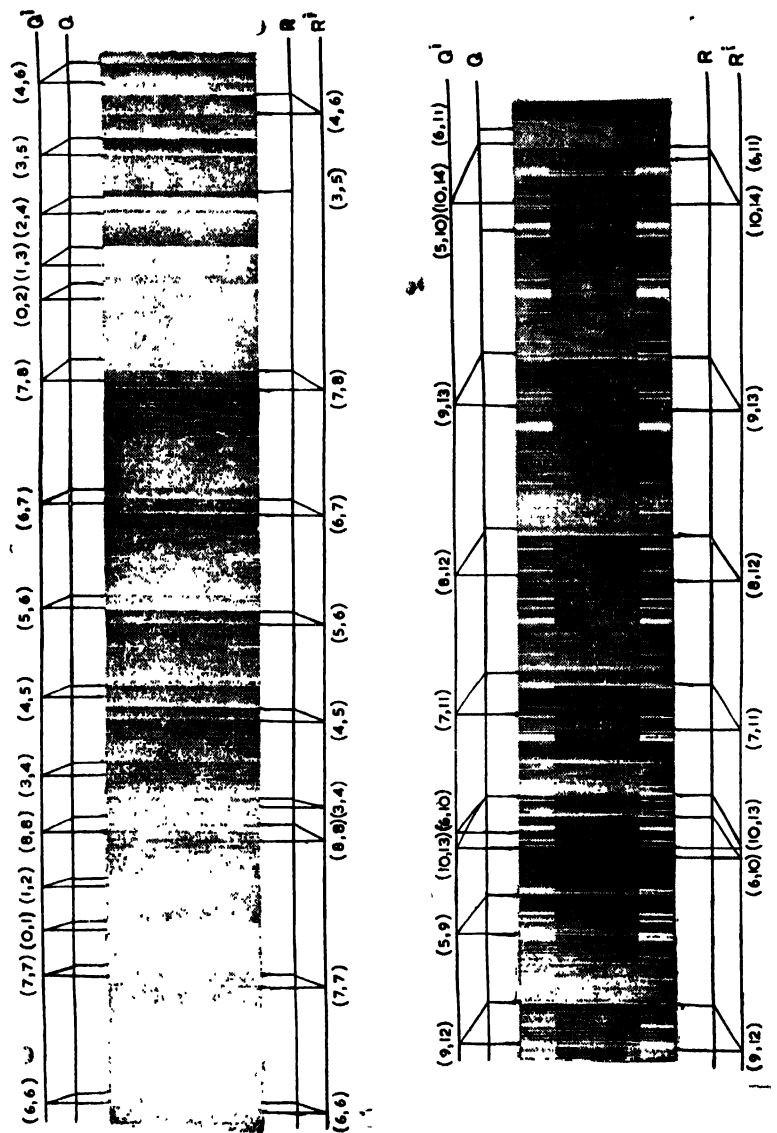 (6,6) (7,7) (0,1) (1,2) (8,8) (3,4) (4,5) (5,6) (6,7) (7,8) (0,2) (1,3) (2,4) (3,5) (4,6)
Qⁱ
Q
R
Rⁱ
(6,6) (7,7) (8,8) (3,4) (4,5) (5,6) (6,7) (7,8) (3,5) (4,6)
(9,12) (5,9) (10,13) (6,10) (7,11) (8,12) (9,13) (5,10) (10,14) (6,11)
Qⁱ
Q
R
Rⁱ
(9,12) (6,10) (10,13) (7,11) (8,12) (9,13) (10,14) (6,11)